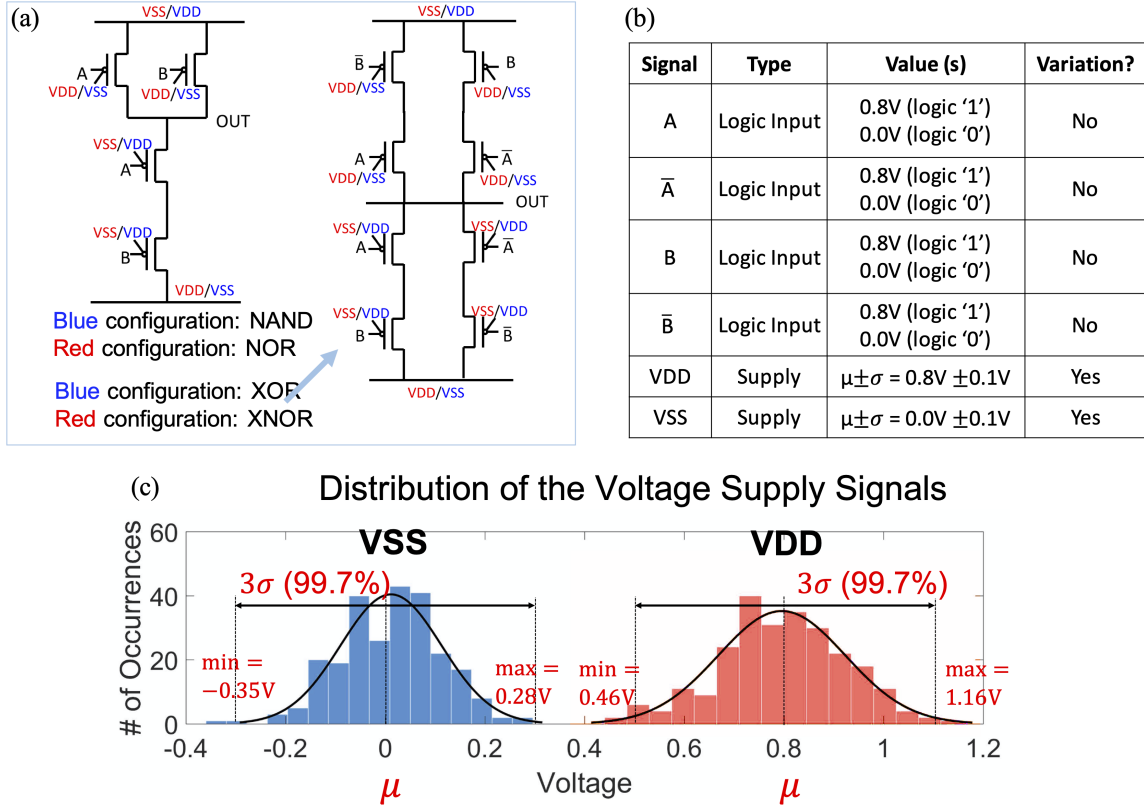 (a)
VSS/VDD
A
VDD/VSS
B
VDD/VSS
OUT
VSS/VDD
A
VSS/VDD
B
VDD/VSS
VSS/VDD
B̅
B
VDD/VSS
A
VDD/VSS
A̅
VDD/VSS
OUT
VSS/VDD
A
VSS/VDD
A̅
VSS/VDD
B
VSS/VDD
B̅
VDD/VSS
Blue configuration: NAND
Red configuration: NOR
Blue configuration: XOR
Red configuration: XNOR
(b)
Signal Type Value (s) Variation?
A Logic Input 0.8V (logic ‘1’) No
0.0V (logic ‘0’)
A̅ Logic Input 0.8V (logic ‘1’) No
0.0V (logic ‘0’)
B Logic Input 0.8V (logic ‘1’) No
0.0V (logic ‘0’)
B̅ Logic Input 0.8V (logic ‘1’) No
0.0V (logic ‘0’)
VDD Supply μ±σ = 0.8V ±0.1V Yes
VSS Supply μ±σ = 0.0V ±0.1V Yes
(c)
Distribution of the Voltage Supply Signals
# of Occurrences
60
40
20
0
VSS
VDD
3σ (99.7%)
3σ (99.7%)
min =
−0.35V
max =
0.28V
min =
0.46V
max =
1.16V
-0.4 -0.2 0 0.2 0.4 0.6 0.8 1 1.2
Voltage
μ
μ